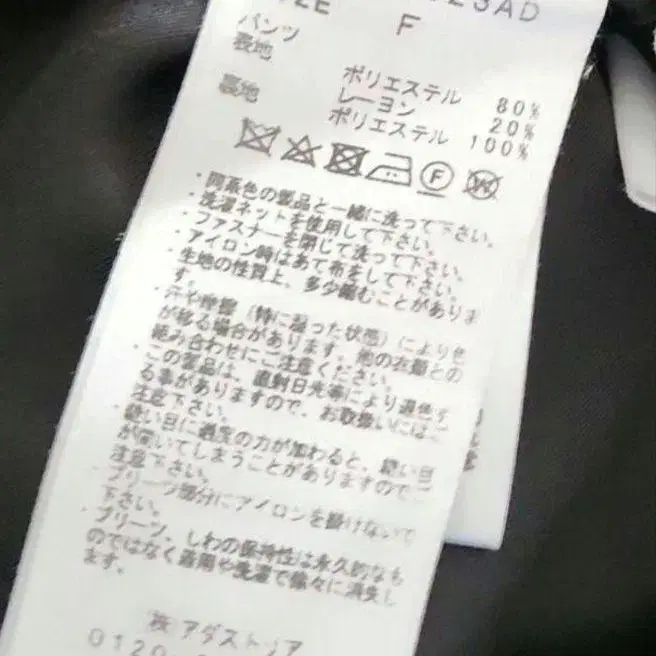 F
パンツ
表地 ポリエステル 80%
レーヨン 20%
裏地 ポリエステル 100%
F
W
・同系色の製品と一緒に洗って下さい。
・洗濯ネットを使用して下さい。
・ファスナーを閉じて洗って下さい。
・アイロン時はあて布をして下さい。
・生地の性質上、多少縮むことがありま
す。
・汗や摩擦(特に湿った状態)により色
が移る場合があります。他の衣類との
組み合わせにご注意ください。
・この製品は、直射日光等により退色す
る事がありますので、お取扱いにはご
注意下さい。
・縫い目に過度の力が加わると、縫い目
が開いてしまうことがありますのでご
注意下さい。
・プリーツ部分にアイロンを掛けないで
下さい。
・プリーツ、しわの保持性は永久的なも
のではなく着用や洗濯で徐々に消失し
ます。
㈱アダストリア
0120